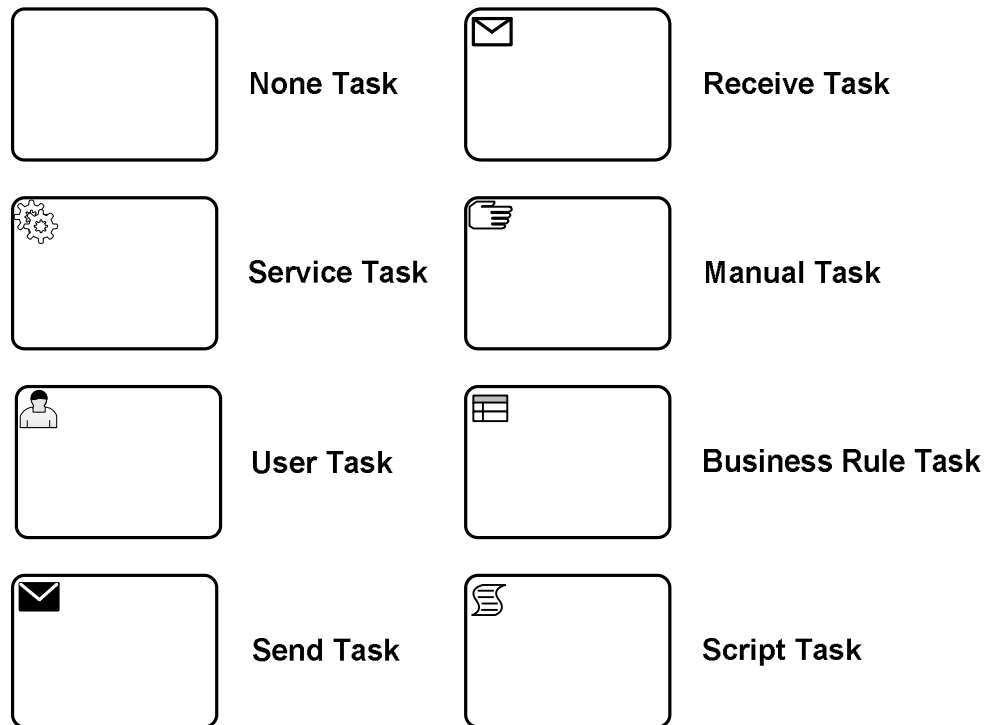 None Task
Receive Task
Service Task
Manual Task
User Task
Business Rule Task
Send Task
Script Task